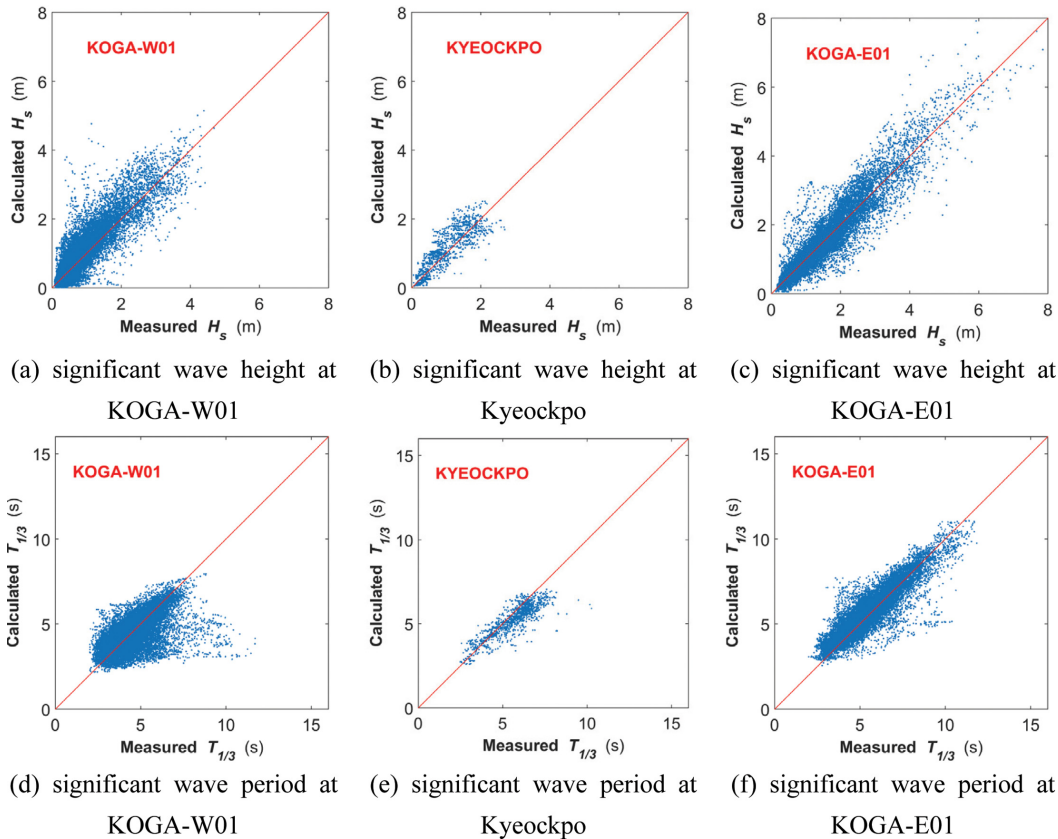 8
6
4
2
0
KOGA-W01
Calculated Hs (m)
0 2 4 6 8
Measured Hs (m)
(a) significant wave height at
KOGA-W01
8
6
4
2
0
KYEOCKPO
Calculated Hs (m)
0 2 4 6 8
Measured Hs (m)
(b) significant wave height at
Kyeockpo
8
6
4
2
0
KOGA-E01
Calculated Hs (m)
0 2 4 6 8
Measured Hs (m)
(c) significant wave height at
KOGA-E01
15
10
5
0
KOGA-W01
Calculated T1/3 (s)
0 5 10 15
Measured T1/3 (s)
(d) significant wave period at
KOGA-W01
15
10
5
0
KYEOCKPO
Calculated T1/3 (s)
0 5 10 15
Measured T1/3 (s)
(e) significant wave period at
Kyeockpo
15
10
5
0
KOGA-E01
Calculated T1/3 (s)
0 5 10 15
Measured T1/3 (s)
(f) significant wave period at
KOGA-E01